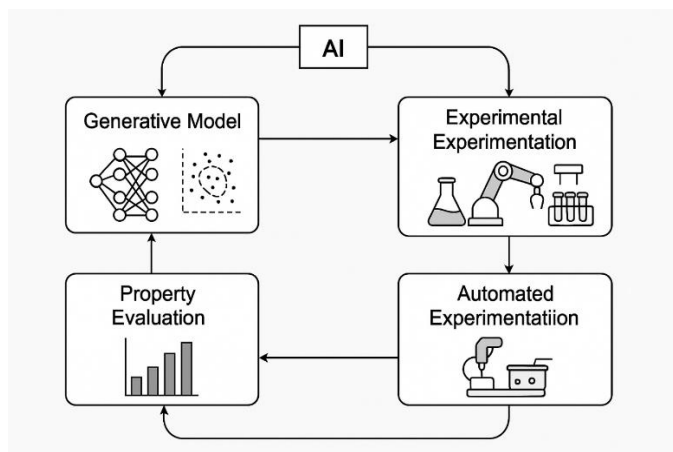 AI
Generative Model
Experimental
Experimentation
Property
Evaluation
Automated
Experimentatiion